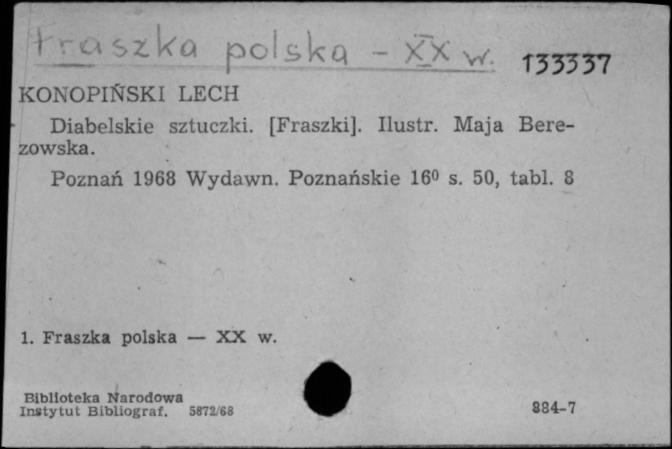 Fraszka polska - XX w. 133337
KONOPIŃSKI LECH
Diabelskie sztuczki. [Fraszki]. Ilustr. Maja Bere-
zowska.
Poznań 1968 Wydawn. Poznańskie 16⁰ s. 50, tabl. 8
1. Fraszka polska — XX w.
Biblioteka Narodowa
Instytut Bibliograf. 5872/68 884-7